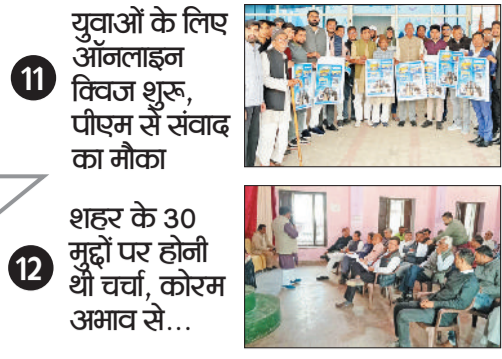 11
युवाओं के लिए
ऑनलाइन
क्विज शुरू,
पीएम से संवाद
का मौका
12
शहर के 30
मुद्दों पर होनी
थी चर्चा, कोरम
अभाव से...